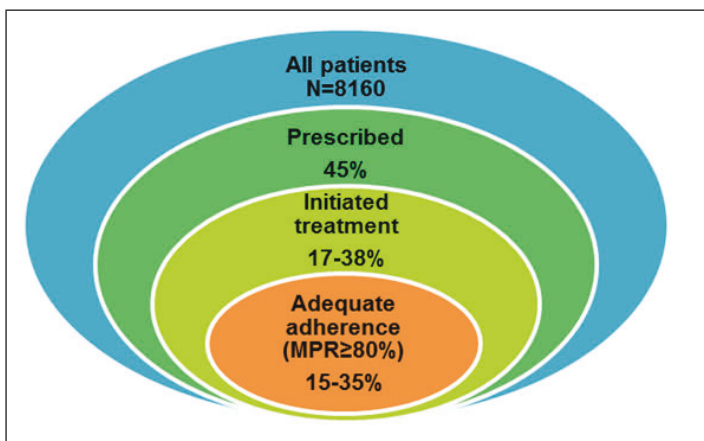 All patients
N=8160
Prescribed
45%
Initiated
treatment
17-38%
Adequate
adherence
(MPR≥80%)
15-35%